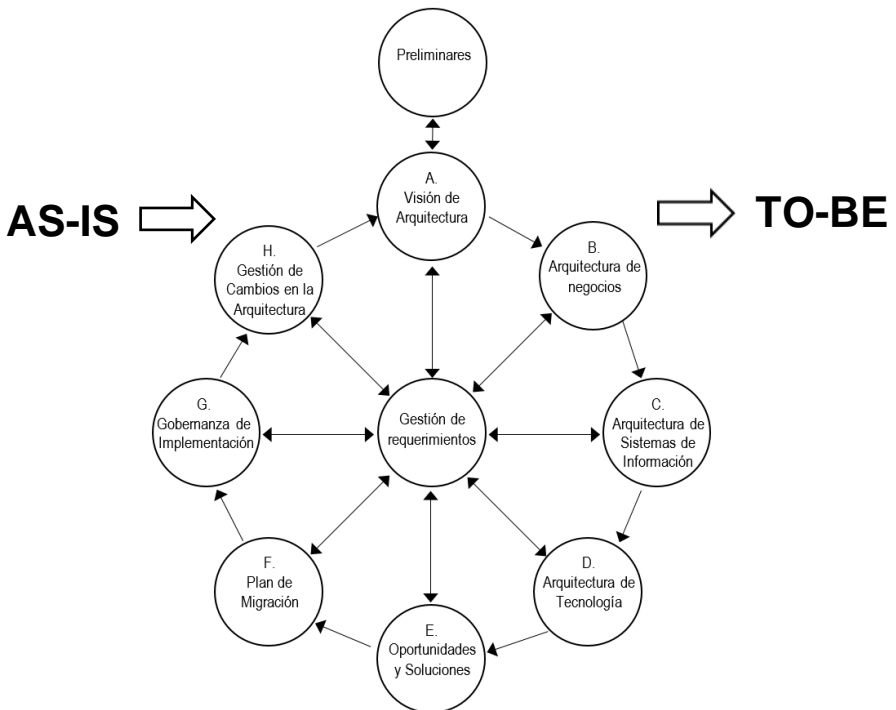 Preliminares
AS-IS
A.
Visión de
Arquitectura
TO-BE
H.
Gestión de
Cambios en la
Arquitectura
B.
Arquitectura de
negocios
G.
Gobernanza de
Implementación
Gestión de
requerimientos
C.
Arquitectura de
Sistemas de
Información
F.
Plan de
Migración
D.
Arquitectura de
Tecnología
E.
Oportunidades
y Soluciones